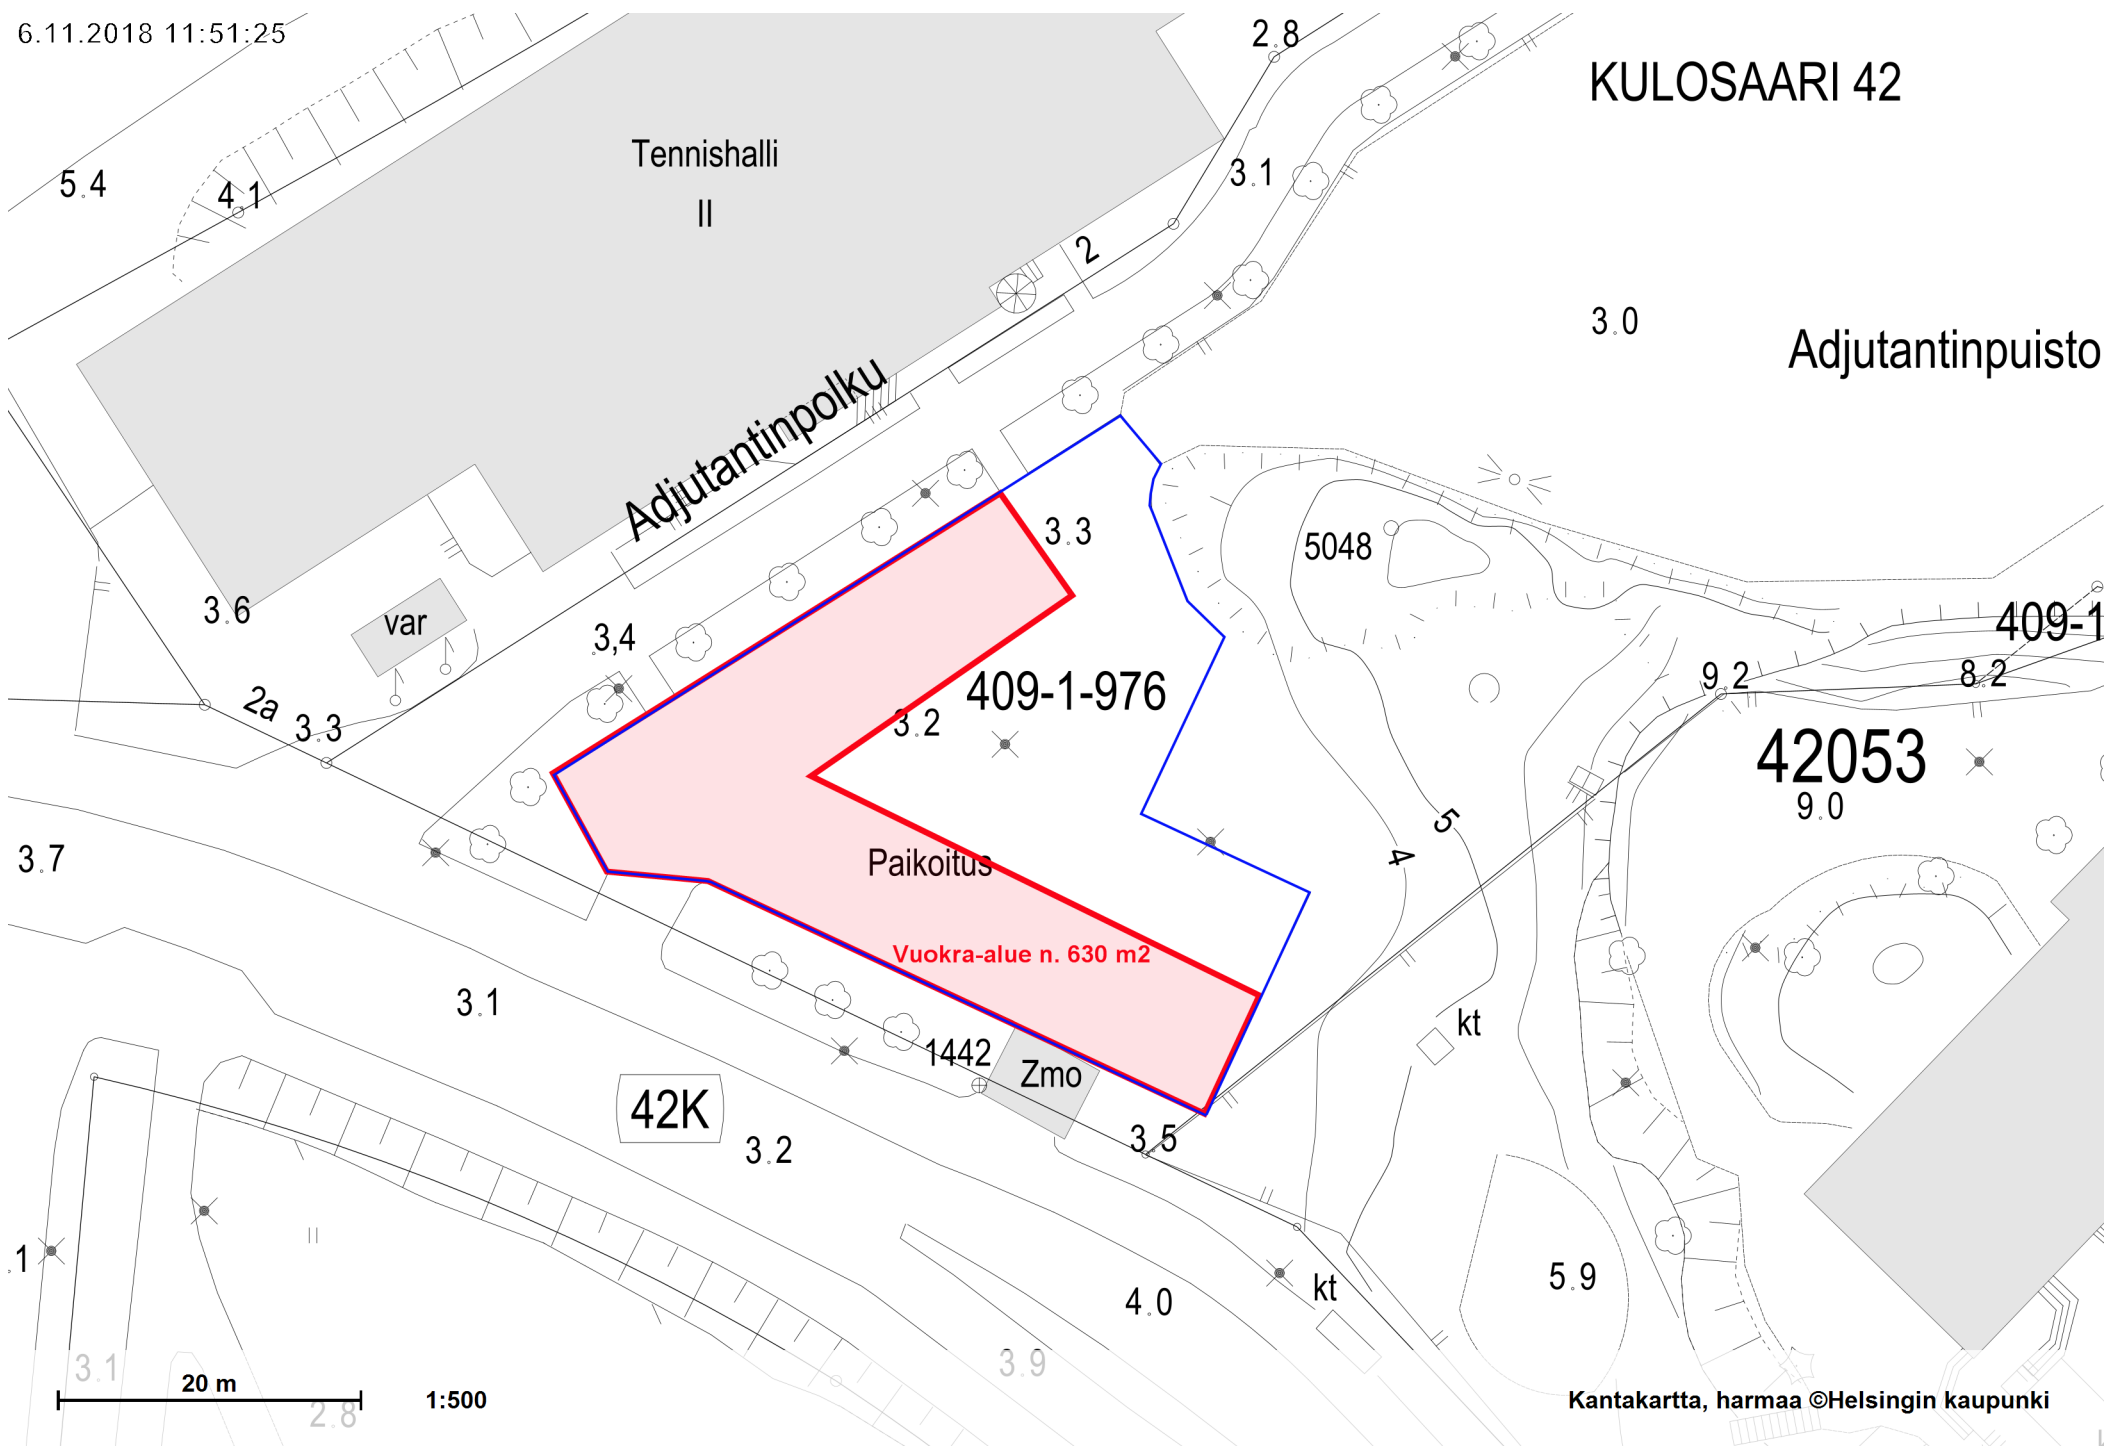 6.11.2018 11:51:25
2.8
KULOSAARI 42
Tennishalli
II
5.4
4.1
3.1
2
3.0
Adjutantinpuisto
Adjutantinpolku
3.3
5048
3.6
var
3,4
409-1
409-1-976
9.2
8.2
2a
3.3
3.2
42053
9.0
5
4
3.7
Paikoitus
Vuokra-alue n. 630 m2
3.1
kt
1442
Zmo
42K
3.2
3.5
.1
kt
5.9
4.0
3.1
3.9
20 m
1:500
2.8
Kantakartta, harmaa ©Helsingin kaupunki